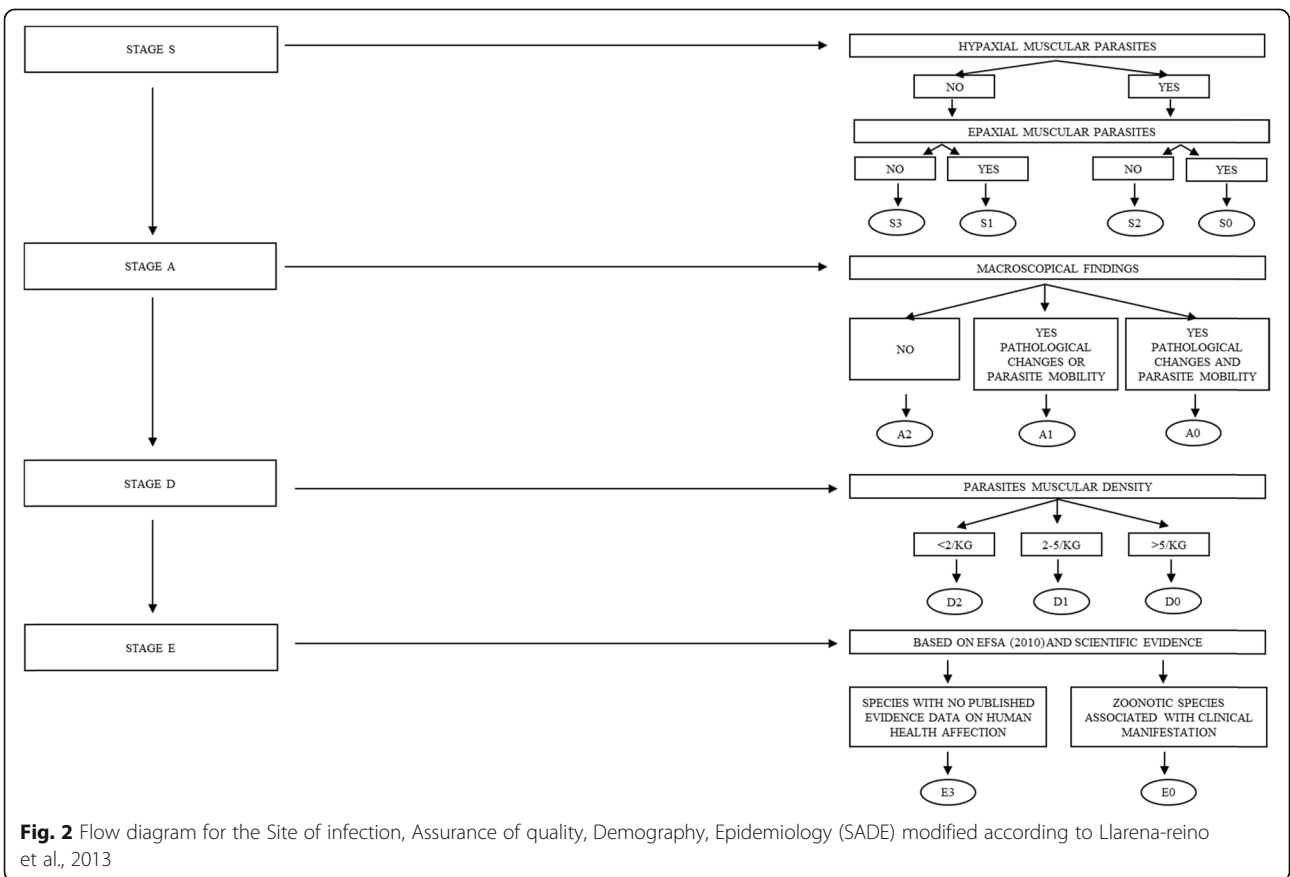 STAGE S
HYPAXIAL MUSCULAR PARASITES
NO
YES
EPAXIAL MUSCULAR PARASITES
NO
YES
NO
YES
S3
S1
S2
S0
STAGE A
MACROSCOPICAL FINDINGS
NO
YES
PATHOLOGICAL
CHANGES OR
PARASITE MOBILITY
YES
PATHOLOGICAL
CHANGES AND
PARASITE MOBILITY
A2
A1
A0
STAGE D
PARASITES MUSCULAR DENSITY
<2/KG
2-5/KG
>5/KG
D2
D1
D0
STAGE E
BASED ON EFSA (2010) AND SCIENTIFIC EVIDENCE
SPECIES WITH NO PUBLISHED
EVIDENCE DATA ON HUMAN
HEALTH AFFECTION
ZOONOTIC SPECIES
ASSOCIATED WITH CLINICAL
MANIFESTATION
E3
E0
Fig. 2 Flow diagram for the Site of infection, Assurance of quality, Demography, Epidemiology (SADE) modified according to Llarena-reino
et al., 2013